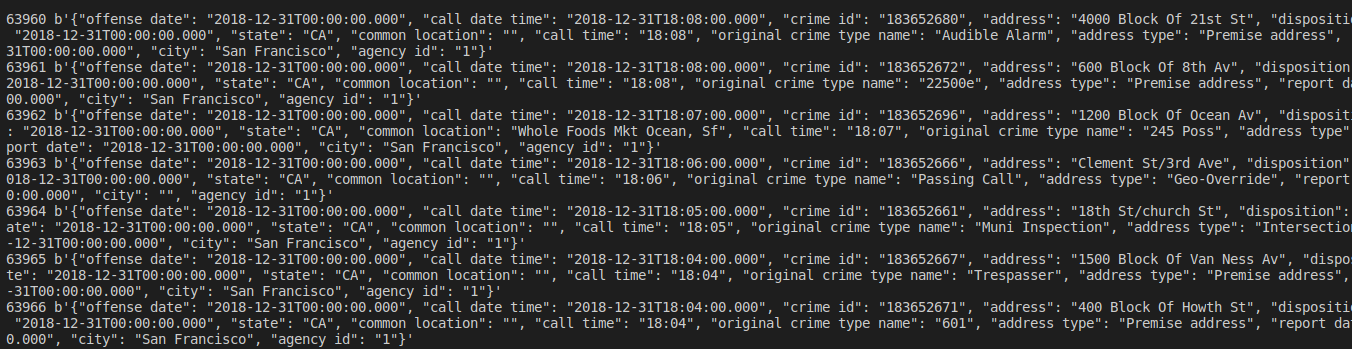 63960 b'{"offense date": "2018-12-31T00:00:00.000", "call date time": "2018-12-31T18:08:00.000", "crime id": "183652680", "address": "4000 Block Of 21st St", "dispositi
"2018-12-31T00:00:00.000", "state": "CA", "common location": "", "call time": "18:08", "original crime type name": "Audible Alarm", "address type": "Premise address",
31T00:00:00.000", "city": "San Francisco", "agency id": "1"}'
63961 b'{"offense date": "2018-12-31T00:00:00.000", "call date time": "2018-12-31T18:08:00.000", "crime id": "183652672", "address": "600 Block Of 8th Av", "disposition
2018-12-31T00:00:00.000", "state": "CA", "common location": "", "call time": "18:08", "original crime type name": "22500e", "address type": "Premise address", "report da
00.000", "city": "San Francisco", "agency id": "1"}'
63962 b'{"offense date": "2018-12-31T00:00:00.000", "call date time": "2018-12-31T18:07:00.000", "crime id": "183652696", "address": "1200 Block Of Ocean Av", "dispositi
: "2018-12-31T00:00:00.000", "state": "CA", "common location": "Whole Foods Mkt Ocean, Sf", "call time": "18:07", "original crime type name": "245 Poss", "address type"
port date": "2018-12-31T00:00:00.000", "city": "San Francisco", "agency id": "1"}'
63963 b'{"offense date": "2018-12-31T00:00:00.000", "call date time": "2018-12-31T18:06:00.000", "crime id": "183652666", "address": "Clement St/3rd Ave", "disposition"
018-12-31T00:00:00.000", "state": "CA", "common location": "", "call time": "18:06", "original crime type name": "Passing Call", "address type": "Geo-Override", "report
0:00.000", "city": "", "agency id": "1"}'
63964 b'{"offense date": "2018-12-31T00:00:00.000", "call date time": "2018-12-31T18:05:00.000", "crime id": "183652661", "address": "18th St/church St", "disposition":
ate": "2018-12-31T00:00:00.000", "state": "CA", "common location": "", "call time": "18:05", "original crime type name": "Muni Inspection", "address type": "Intersection
-12-31T00:00:00.000", "city": "San Francisco", "agency id": "1"}'
63965 b'{"offense date": "2018-12-31T00:00:00.000", "call date time": "2018-12-31T18:04:00.000", "crime id": "183652667", "address": "1500 Block Of Van Ness Av", "dispo
te": "2018-12-31T00:00:00.000", "state": "CA", "common location": "", "call time": "18:04", "original crime type name": "Trespasser", "address type": "Premise address",
-31T00:00:00.000", "city": "San Francisco", "agency id": "1"}'
63966 b'{"offense date": "2018-12-31T00:00:00.000", "call date time": "2018-12-31T18:04:00.000", "crime id": "183652671", "address": "400 Block Of Howth St", "dispositi
"2018-12-31T00:00:00.000", "state": "CA", "common location": "", "call time": "18:04", "original crime type name": "601", "address type": "Premise address", "report dat
0.000", "city": "San Francisco", "agency id": "1"}'